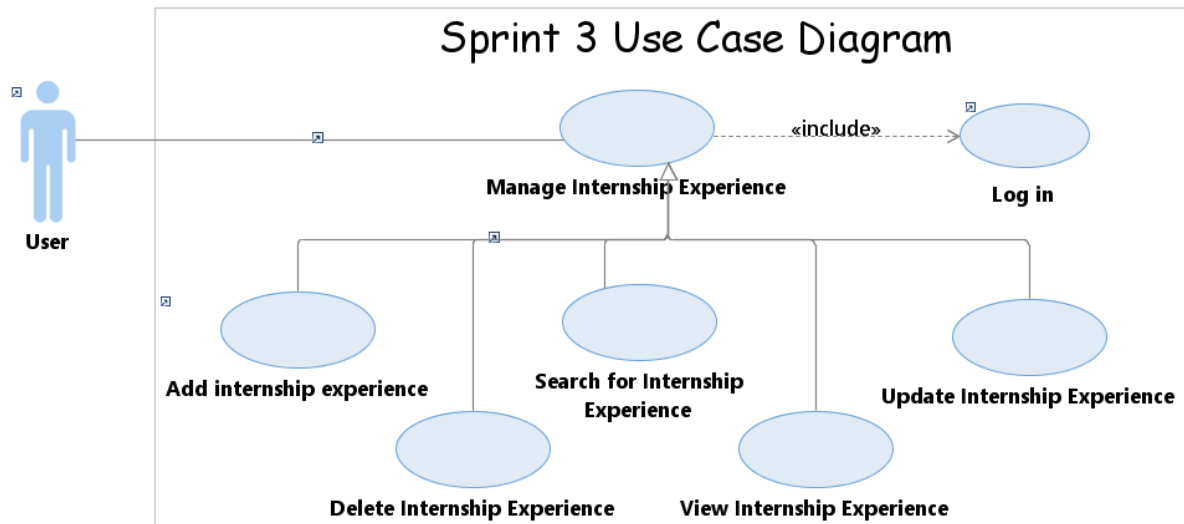 Sprint 3 Use Case Diagram
«include»
Manage Internship Experience
Log in
User
Add internship experience
Search for Internship
Experience
Update Internship Experience
Delete Internship Experience
View Internship Experience